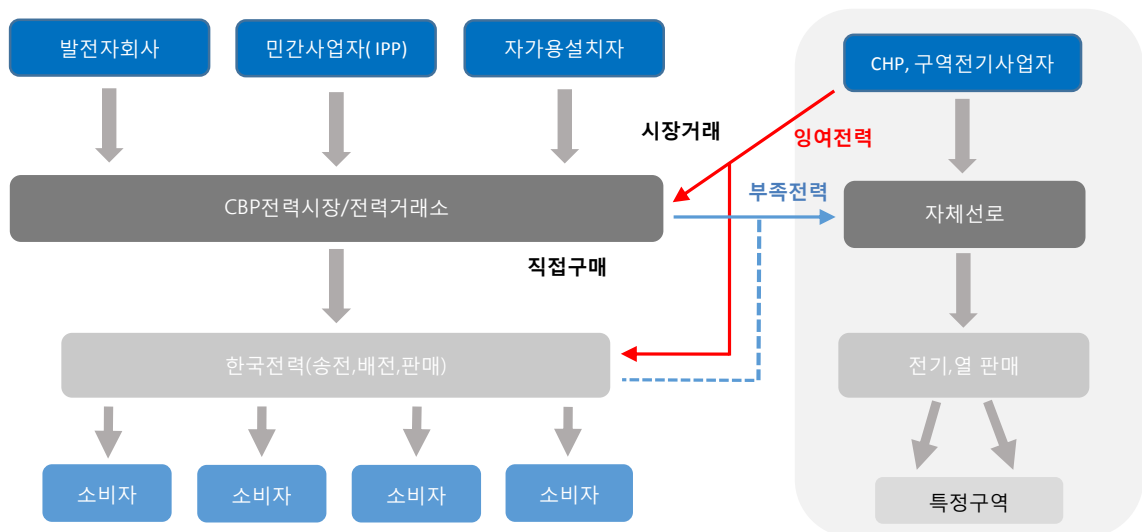 발전자회사
민간사업자( IPP)
자가용설치자
CHP, 구역전기사업자
시장거래
잉여전력
부족전력
CBP전력시장/전력거래소
자체선로
직접구매
한국전력(송전,배전,판매)
전기,열 판매
소비자
소비자
소비자
소비자
특정구역